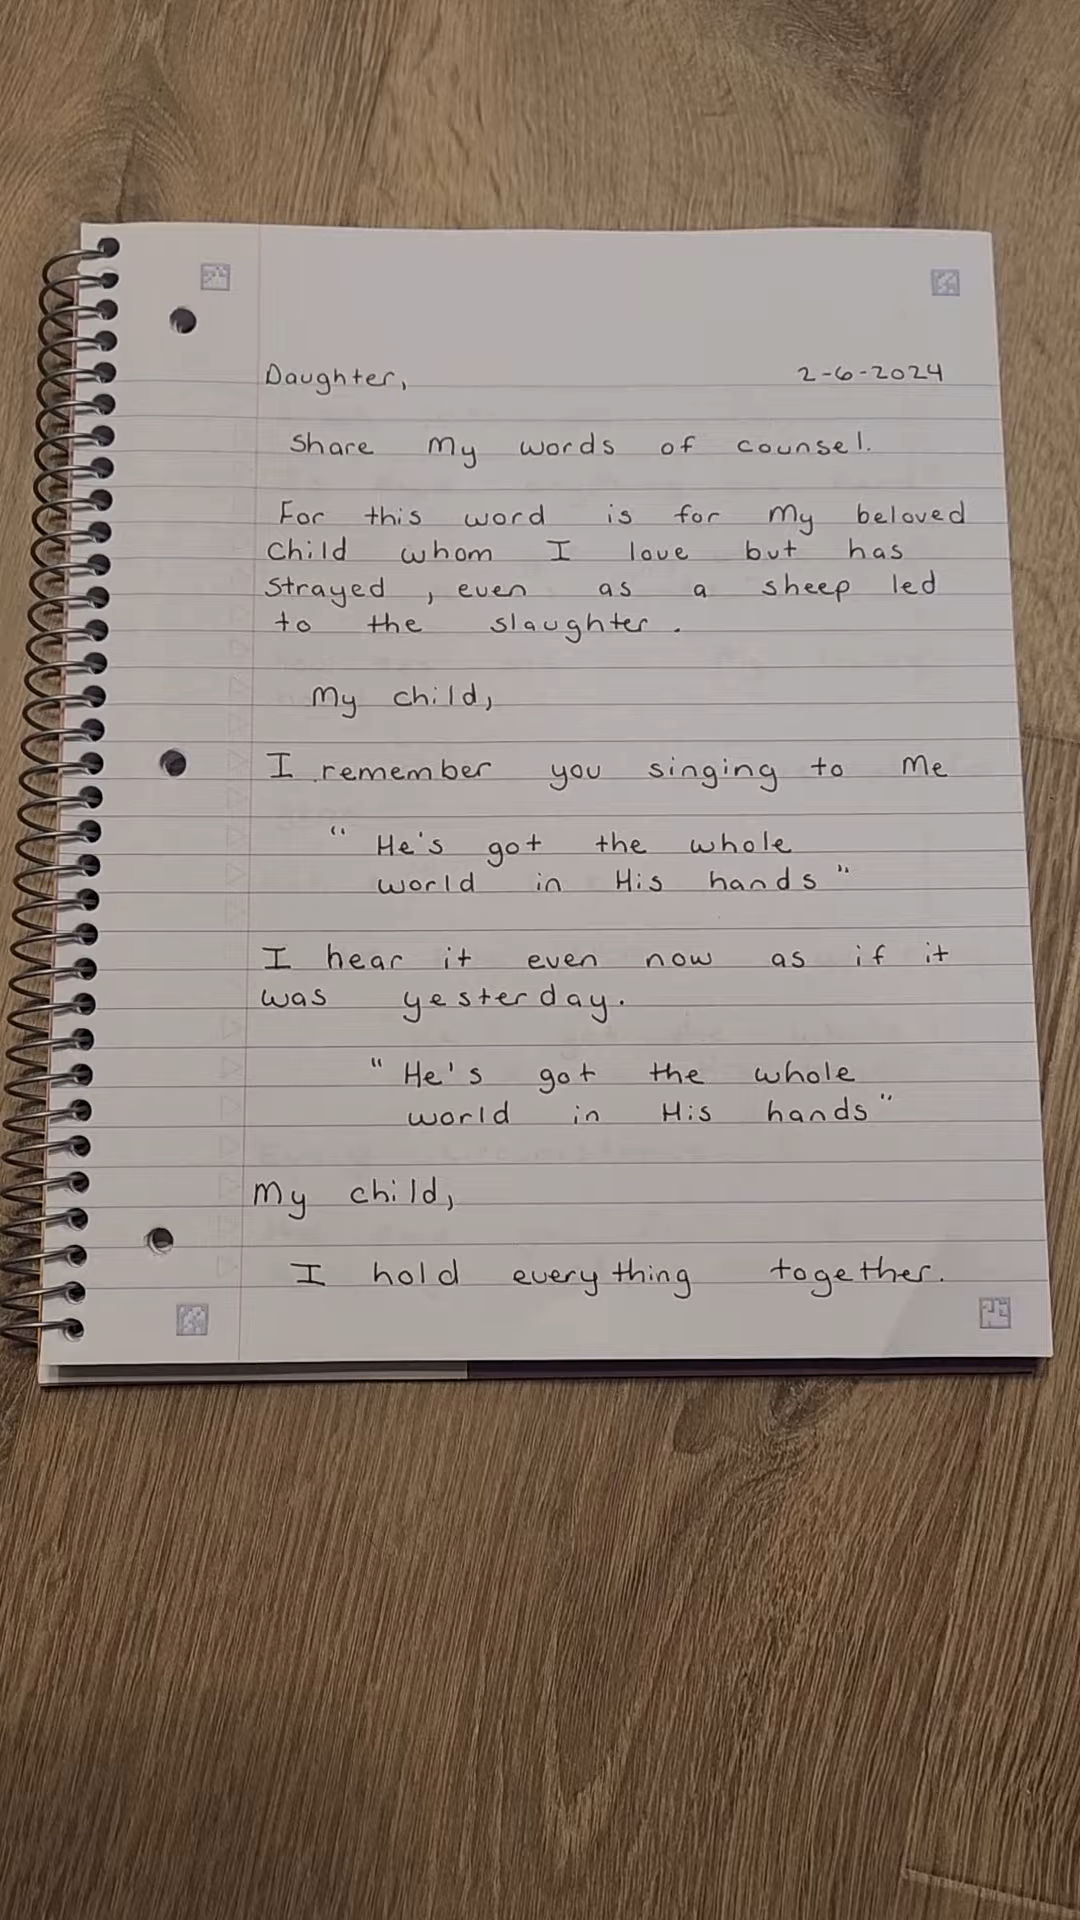 Daughter, 2-6-2024
Share My words of counsel.
For this word is for My beloved
child whom I love but has
strayed, even as a sheep led
to the slaughter.
My child,
I remember you singing to Me
"He's got the whole
world in His hands"
I hear it even now as if it
was yesterday.
"He's got the whole
world in His hands"
My child,
I hold everything together.